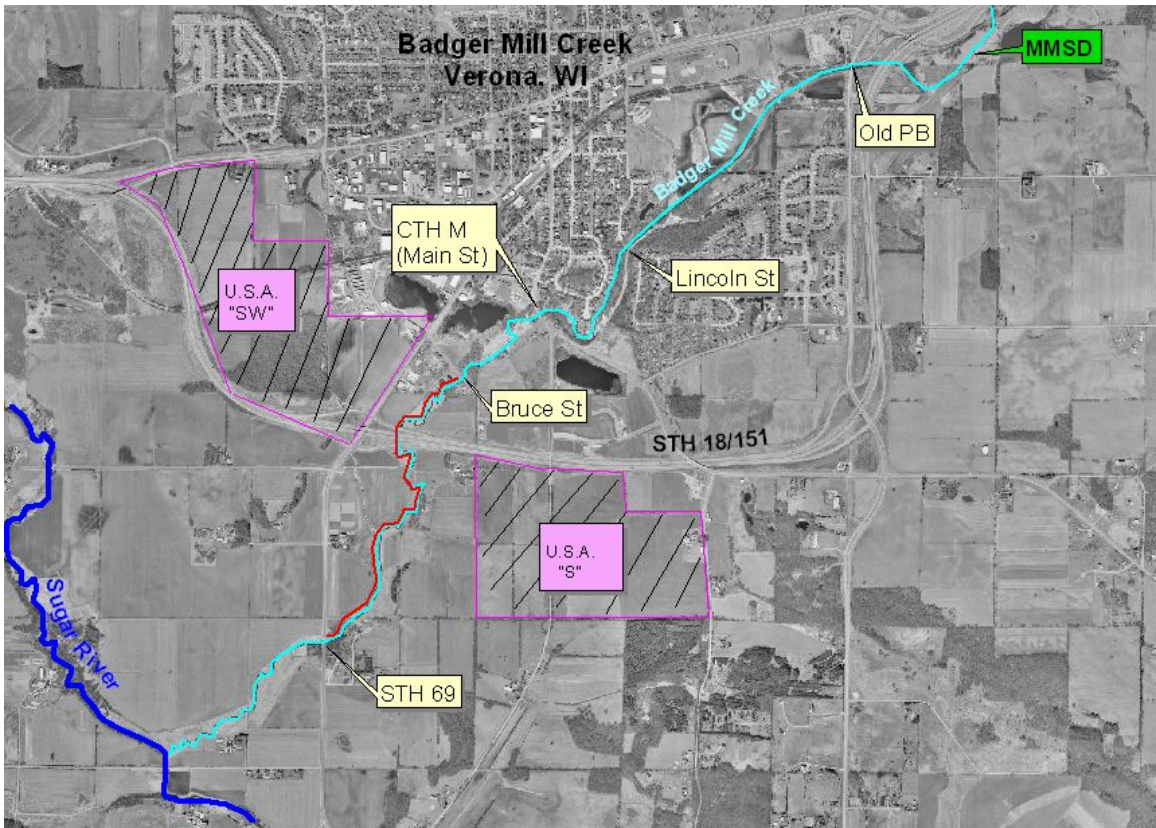 Badger Mill Creek
Verona, WI
MMSD
Old PB
Badger Mill Creek
CTH M
(Main St)
Lincoln St
U.S.A.
"SW"
Bruce St
STH 18/151
U.S.A.
"S"
Sugar River
STH 69